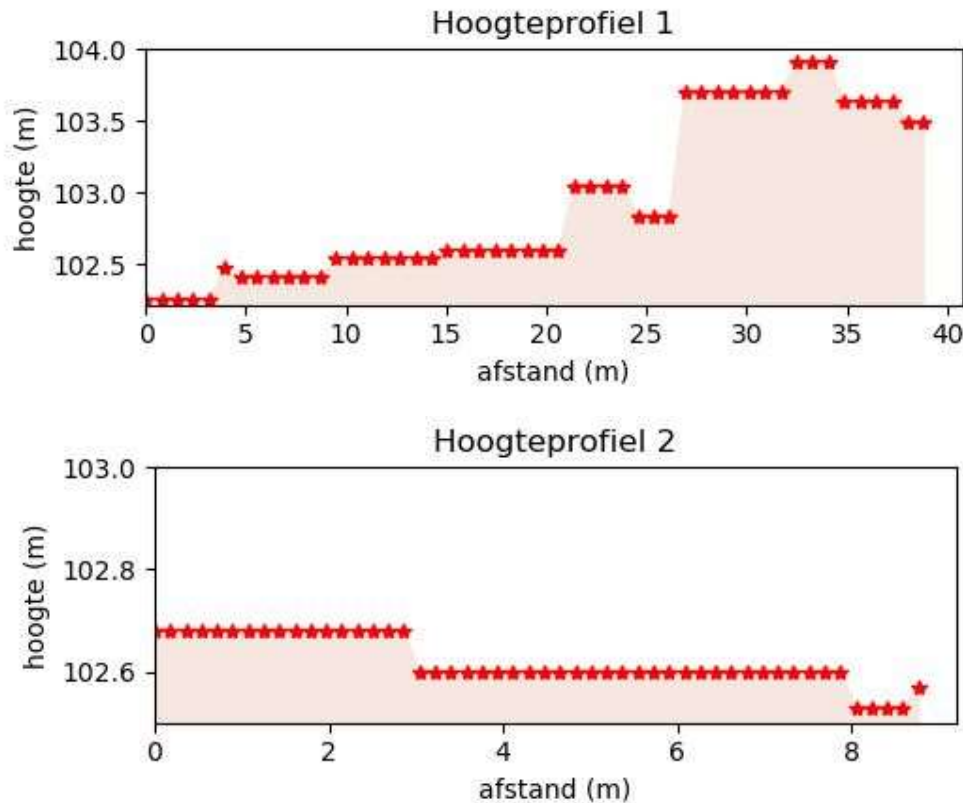 Hoogteprofiel 1
104.0
103.5
103.0
102.5
hoogte (m)
0 5 10 15 20 25 30 35 40
afstand (m)
Hoogteprofiel 2
103.0
102.8
102.6
hoogte (m)
0 2 4 6 8
afstand (m)